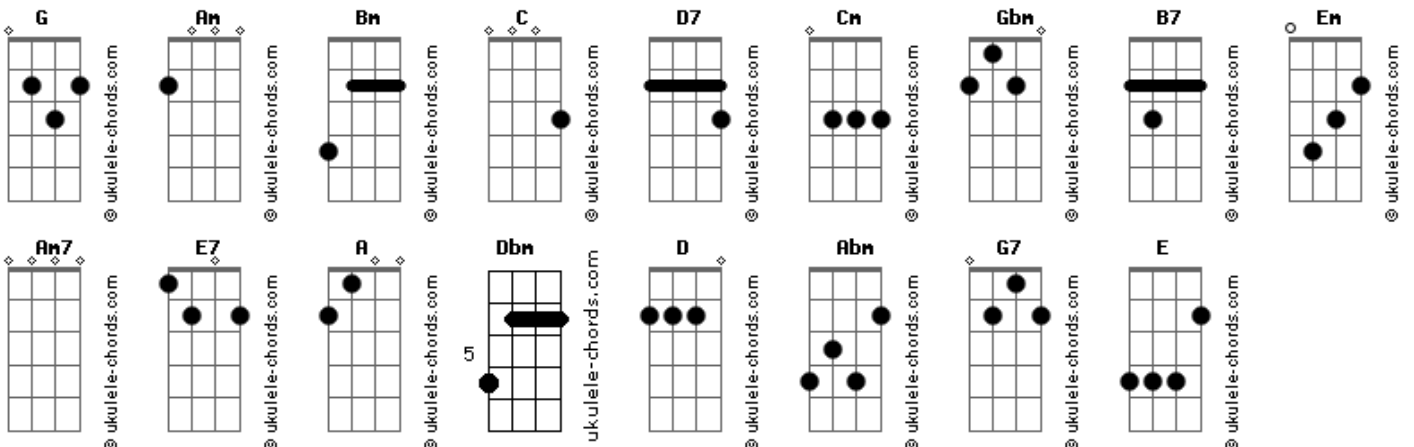 G Am Bm C D7 Cm Gbm B7 Em
© ukulele-chords.com © ukulele-chords.com © ukulele-chords.com © ukulele-chords.com © ukulele-chords.com © ukulele-chords.com © ukulele-chords.com © ukulele-chords.com © ukulele-chords.com
Am7 E7 A Dbm D Abm G7 E
5
© ukulele-chords.com © ukulele-chords.com © ukulele-chords.com ukulele-chords.com © ukulele-chords.com © ukulele-chords.com © ukulele-chords.com © ukulele-chords.com